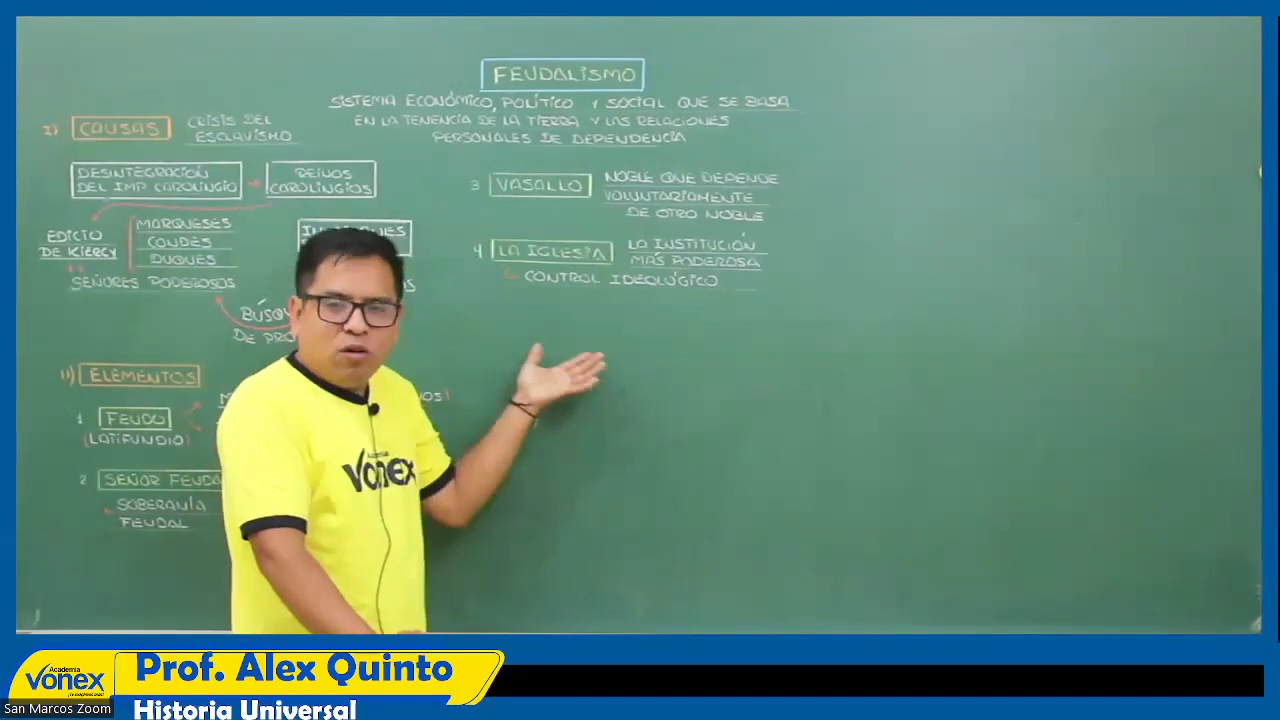 FEUDALISMO
SISTEMA ECONÓMICO, POLÍTICO Y SOCIAL QUE SE BASA
EN LA TENENCIA DE LA TIERRA Y LAS RELACIONES
PERSONALES DE DEPENDENCIA
I) CAUSAS
CRISIS DEL
ESCLAVISMO
DESINTEGRACIÓN
DEL IMP CAROLINGIO
REINOS
CAROLINGIOS
EDICTO
DE KIERCY
MARQUESES
CONDES
DUQUES
SEÑORES PODEROSOS
II) ELEMENTOS
1 FEUDO
(LATIFUNDIO)
2 SEÑOR
SOBERANÍA
FEUDAL
3 VASALLO
NOBLE QUE DEPENDE
VOLUNTARIAMENTE
DE OTRO NOBLE
4 LA IGLESIA
LA INSTITUCIÓN
MÁS PODEROSA
CONTROL IDEOLÓGICO
Academia
VONEX
Academia
VONEX
Prof. Alex Quinto
Historia Universal
San Marcos Zoom